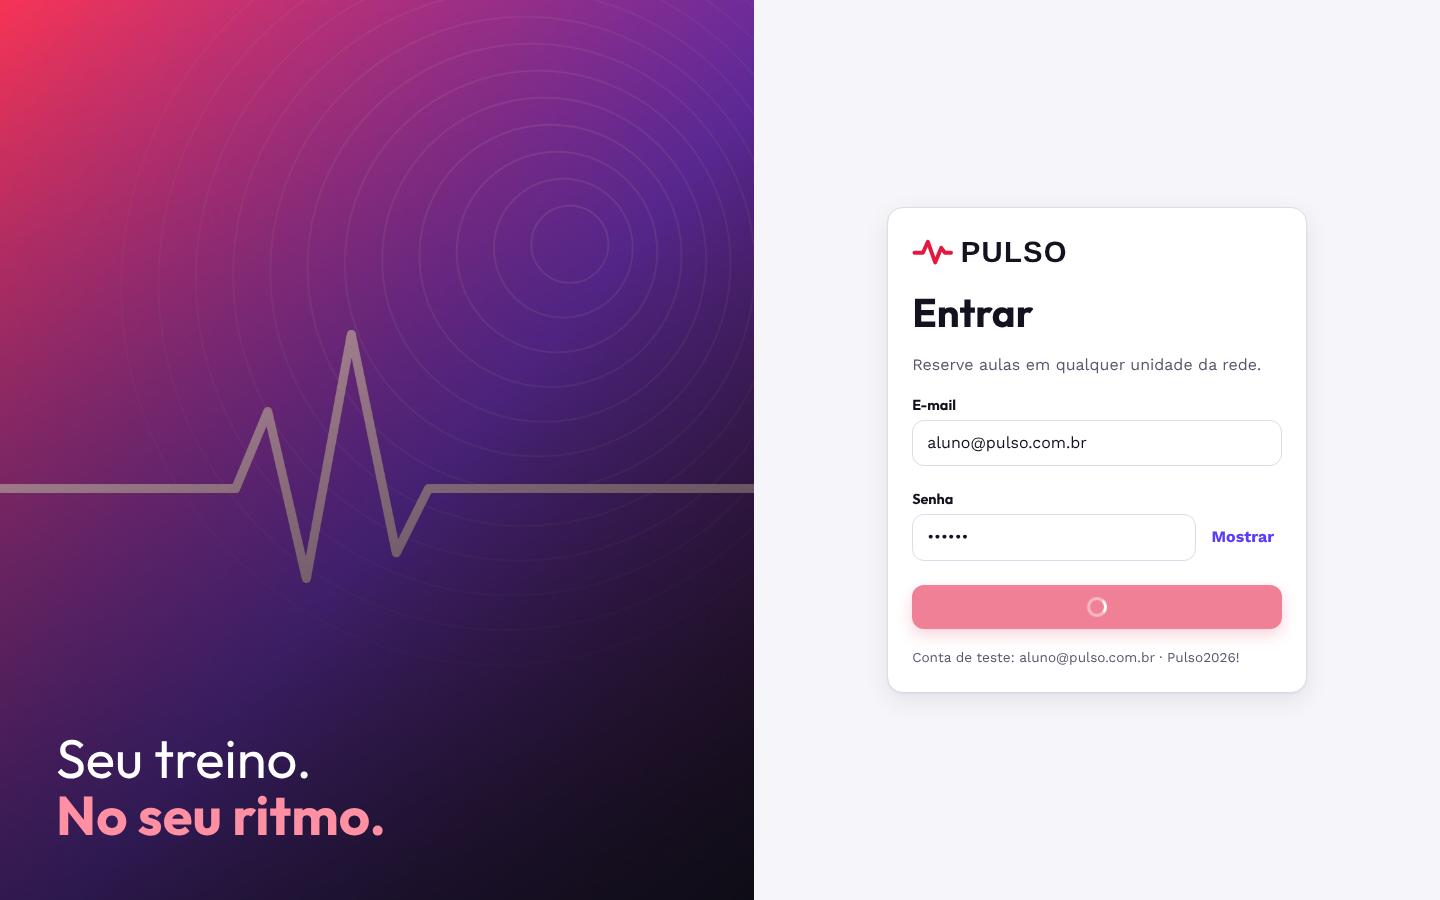 Seu treino.
No seu ritmo.
PULSO
Entrar
Reserve aulas em qualquer unidade da rede.
E-mail
aluno@pulso.com.br
Senha
••••••
Mostrar
Conta de teste: aluno@pulso.com.br · Pulso2026!